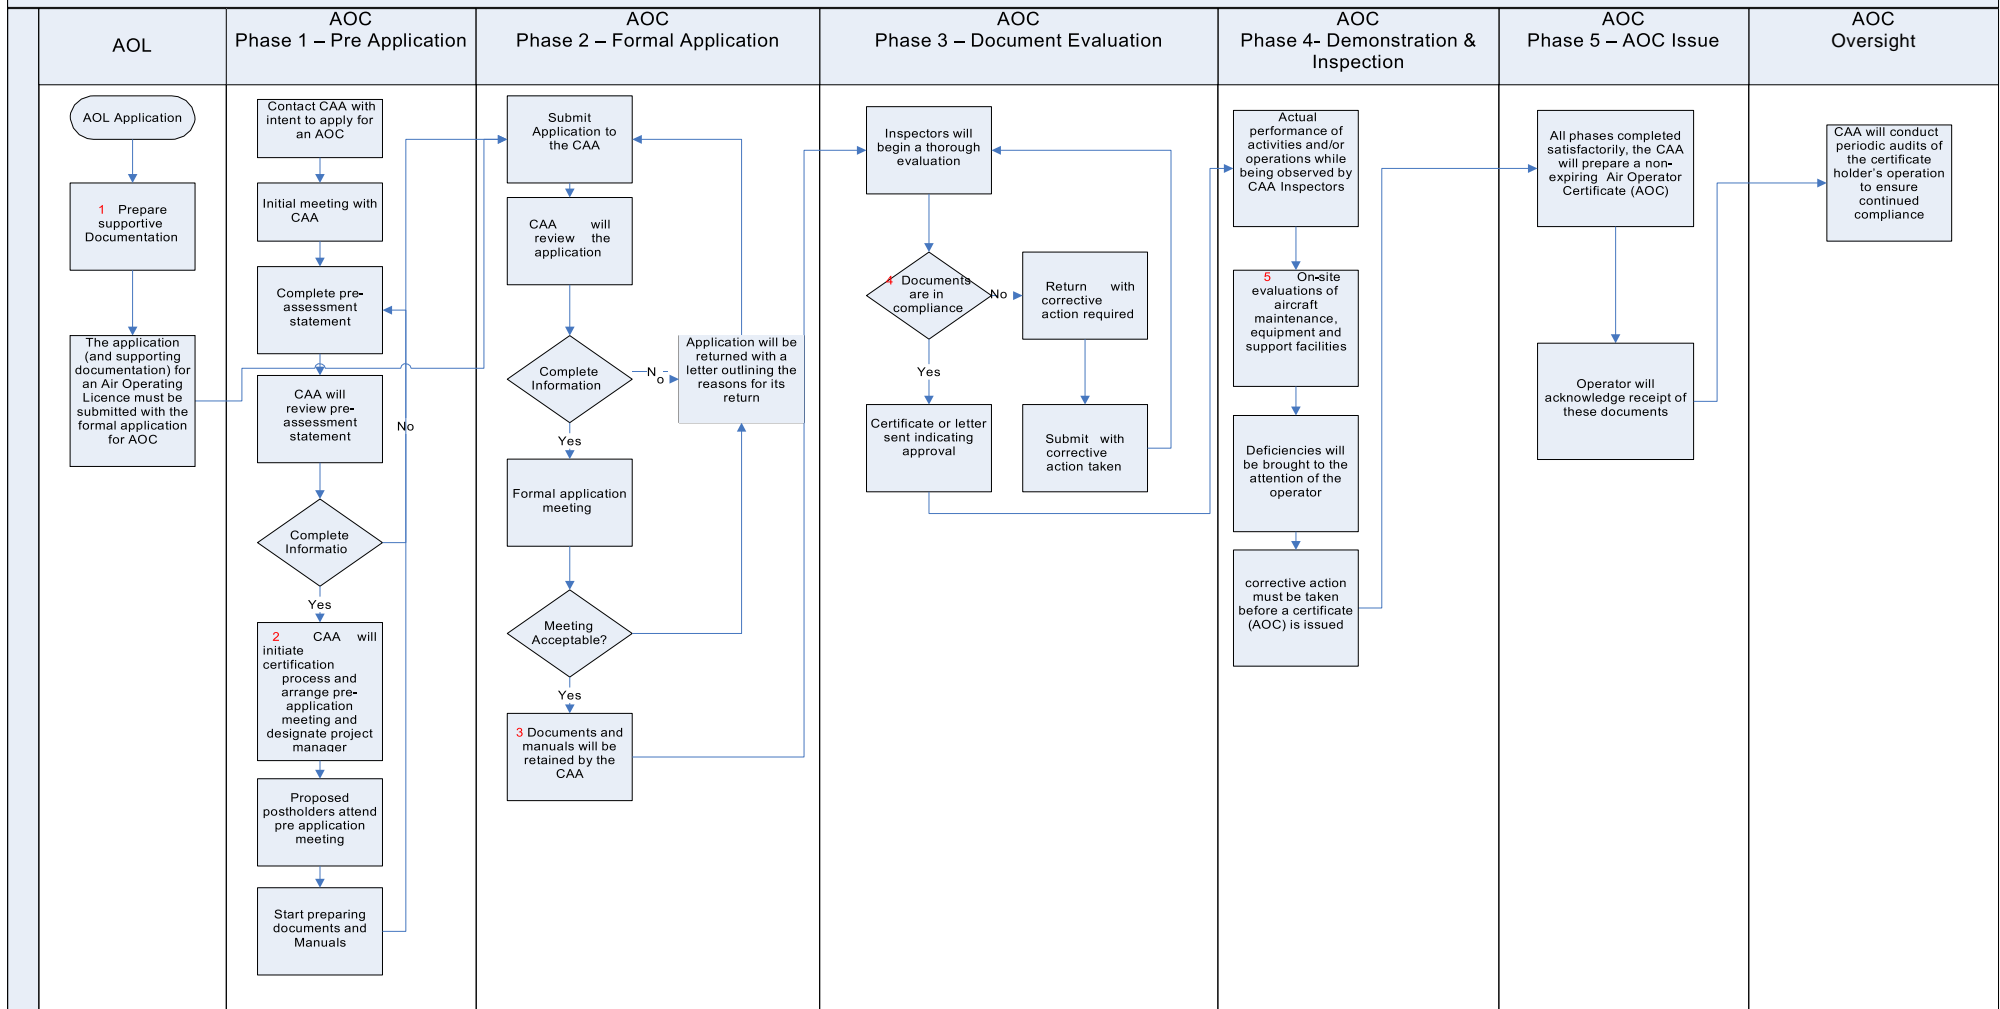 AOL
AOC
Phase 1 – Pre Application
AOC
Phase 2 – Formal Application
AOC
Phase 3 – Document Evaluation
AOC
Phase 4- Demonstration &
Inspection
AOC
Phase 5 – AOC Issue
AOC
Oversight
AOL Application
1 Prepare
supportive
Documentation
The application
(and supporting
documentation) for
an Air Operating
Licence must be
submitted with the
formal application
for AOC
Contact CAA with
intent to apply for
an AOC
Initial meeting with
CAA
Complete pre-
assessment
statement
CAA will
review pre-
assessment
statement
No
Complete
Informatio
Yes
2 CAA will
initiate
certification
process and
arrange pre-
application
meeting and
designate project
manager
Proposed
postholders attend
pre application
meeting
Start preparing
documents and
Manuals
Submit
Application to
the CAA
CAA will
review the
application
Complete
Information
N
o
Application will be
returned with a
letter outlining the
reasons for its
return
Yes
Formal application
meeting
Meeting
Acceptable?
Yes
3 Documents and
manuals will be
retained by the
CAA
Inspectors will
begin a thorough
evaluation
4 Documents
are in
compliance
No
Return with
corrective
action required
Yes
Certificate or letter
sent indicating
approval
Submit with
corrective
action taken
Actual
performance of
activities and/or
operations while
being observed by
CAA Inspectors
5 On-site
evaluations of
aircraft
maintenance,
equipment and
support facilities
Deficiencies will
be brought to the
attention of the
operator
corrective action
must be taken
before a certificate
(AOC) is issued
All phases completed
satisfactorily, the CAA
will prepare a non-
expiring Air Operator
Certificate (AOC)
Operator will
acknowledge receipt of
these documents
CAA will conduct
periodic audits of
the certificate
holder's operation
to ensure
continued
compliance